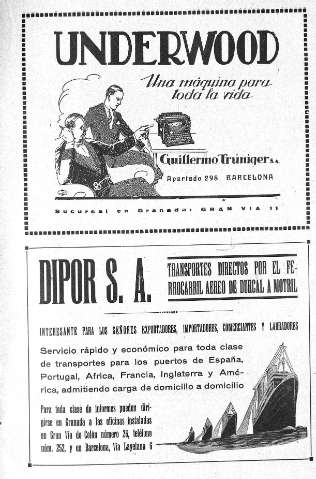 UNDERWOOD
Una máquina para
toda la vida
Guillermo Trúniger S.A.
Apartado 298 BARCELONA
Sucursal en Granada: GRAN VIA 11
DIPOR S. A.
TRANSPORTES DIRECTOS POR EL FE-
RROCARRIL AEREO DE DURCAL A MOTRIL
INTERESANTE PARA LOS SEÑORES EXPORTADORES, IMPORTADORES, COMERCIANTES Y LABRADORES
Servicio rápido y económico para toda clase
de transportes para los puertos de España,
Portugal, Africa, Francia, Inglaterra y Amé-
rica, admitiendo carga de domicilio a domicilio
Para toda clase de informes pueden diri-
girse en Granada a las oficinas instaladas
en Gran Vía de Colón número 26, teléfono
núm. 252, y en Barcelona, Vía Layetana 6